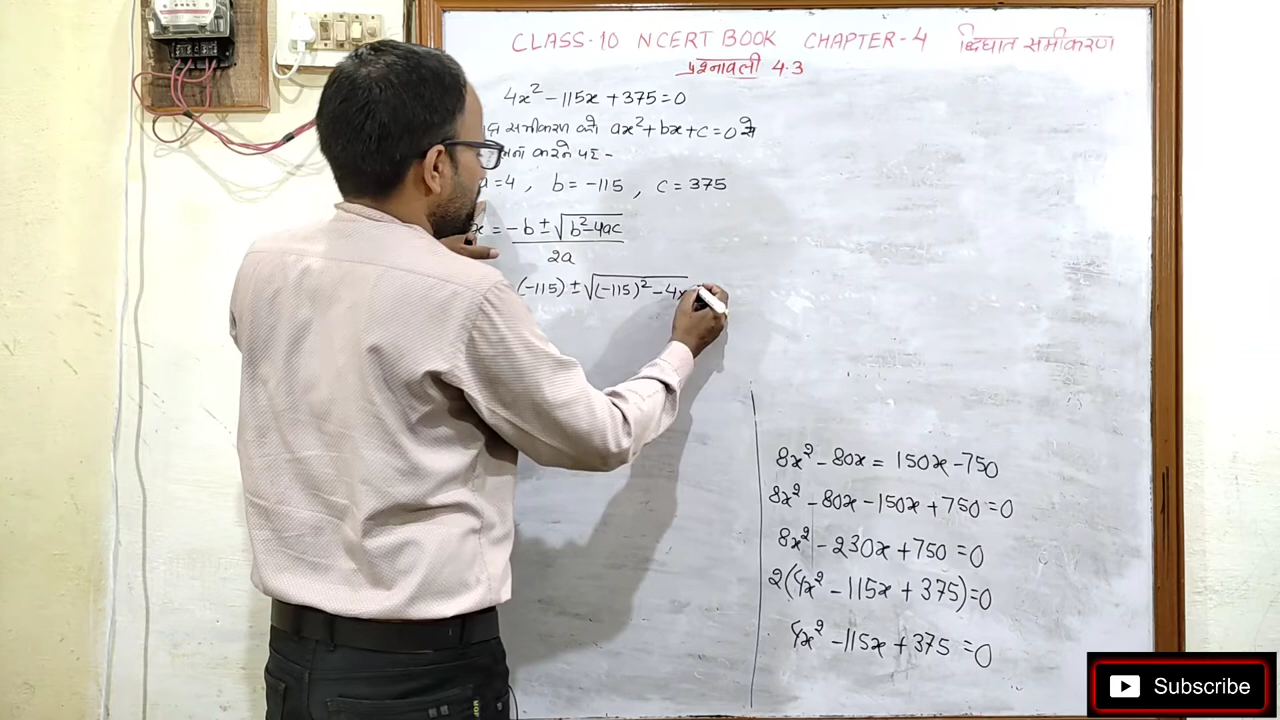 CLASS-10 NCERT BOOK CHAPTER-4 द्विघात समीकरण
प्रश्नावली 4.3
4x² - 115x + 375 = 0
समीकरण को ax² + bx + c = 0 से
करने पर -
a = 4 , b = -115 , c = 375
x = -b ± √b² - 4ac
2a
(-115) ± √(-115)² - 4x
8x² - 80x = 150x - 750
8x² - 80x - 150x + 750 = 0
8x² - 230x + 750 = 0
2(4x² - 115x + 375) = 0
4x² - 115x + 375 = 0
Subscribe